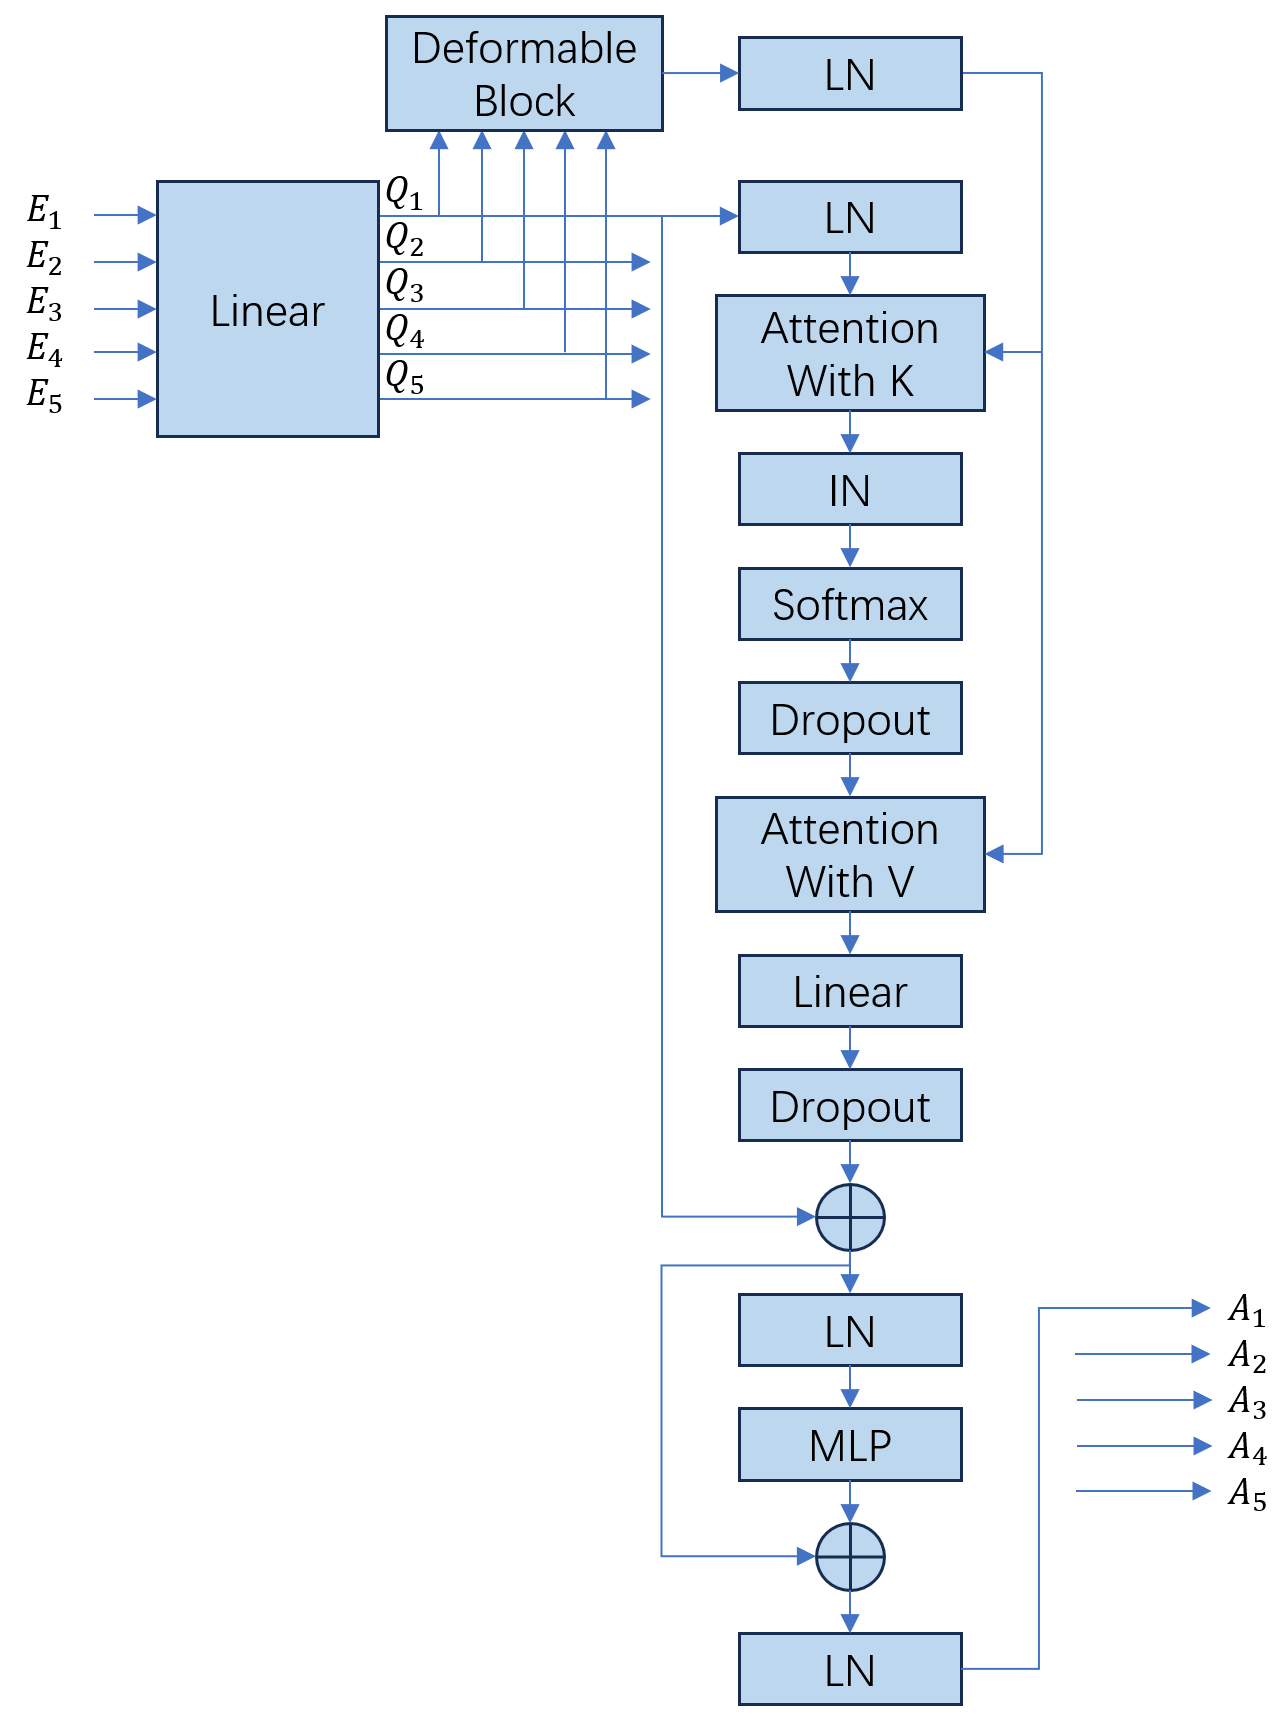 Deformable
Block
LN
E₁
E₂
E₃
E₄
E₅
Linear
Q₁
Q₂
Q₃
Q₄
Q₅
LN
Attention
With K
IN
Softmax
Dropout
Attention
With V
Linear
Dropout
LN
MLP
LN
A₁
A₂
A₃
A₄
A₅